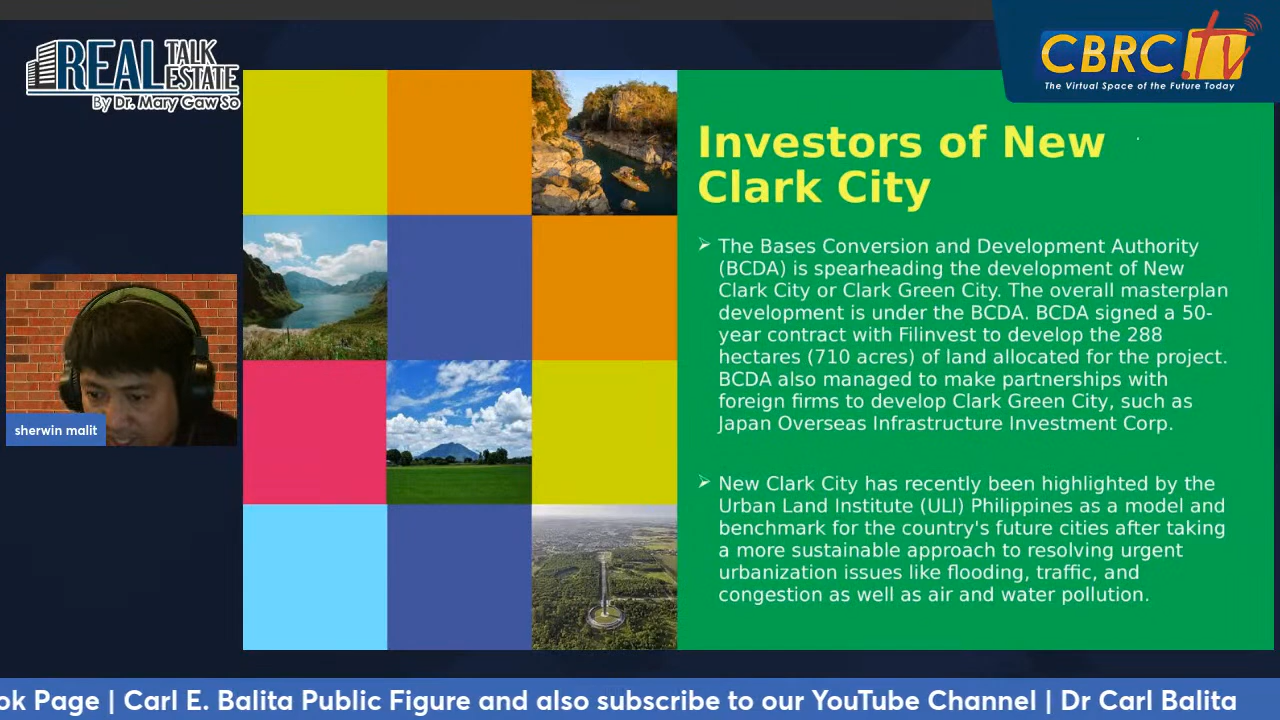 REAL TALK ESTATE
By Dr. Mary Gaw So
CBRC.tv
The Virtual Space of the Future Today
Investors of New
Clark City
The Bases Conversion and Development Authority
(BCDA) is spearheading the development of New
Clark City or Clark Green City. The overall masterplan
development is under the BCDA. BCDA signed a 50-
year contract with Filinvest to develop the 288
hectares (710 acres) of land allocated for the project.
BCDA also managed to make partnerships with
foreign firms to develop Clark Green City, such as
Japan Overseas Infrastructure Investment Corp.
New Clark City has recently been highlighted by the
Urban Land Institute (ULI) Philippines as a model and
benchmark for the country's future cities after taking
a more sustainable approach to resolving urgent
urbanization issues like flooding, traffic, and
congestion as well as air and water pollution.
sherwin malit
ok Page | Carl E. Balita Public Figure and also subscribe to our YouTube Channel | Dr Carl Balita